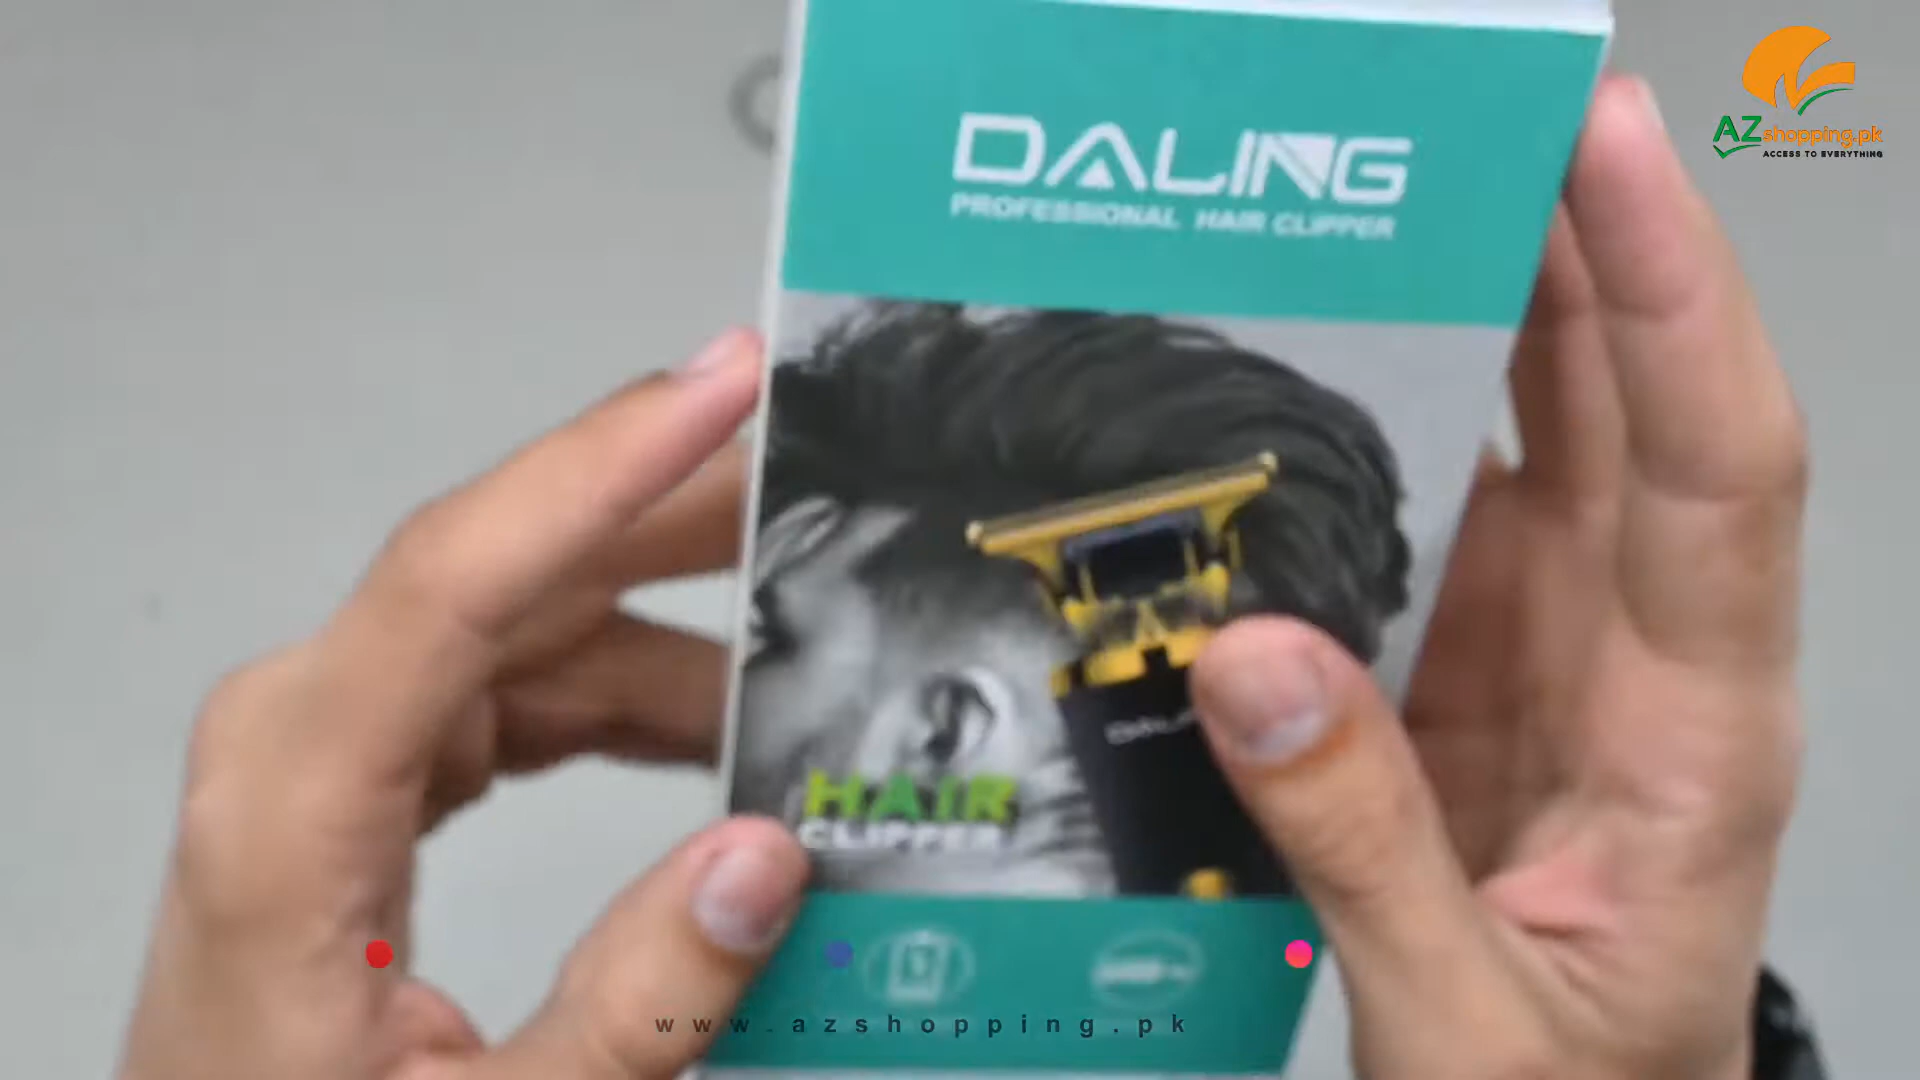 DALING
PROFESSIONAL HAIR CLIPPER
AZshopping.pk
ACCESS TO EVERYTHING
HAIR
CLIPPER
www.azshopping.pk